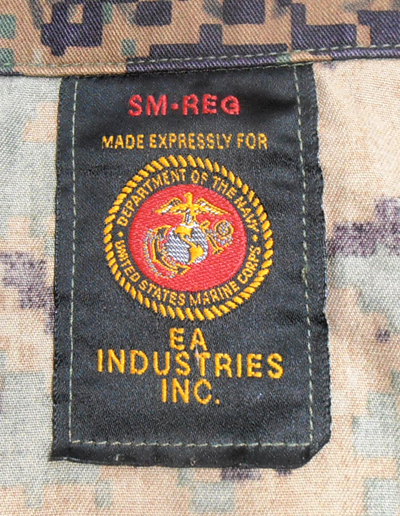 SM-REG
MADE EXPRESSLY FOR
DEPARTMENT OF THE NAVY
UNITED STATES MARINE CORPS
EA
INDUSTRIES
INC.